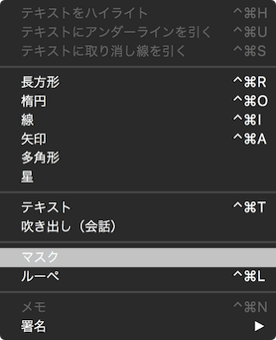 テキストをハイライト ^⌘H
テキストにアンダーラインを引く ^⌘U
テキストに取り消し線を引く ^⌘S
長方形 ^⌘R
楕円 ^⌘O
線 ^⌘I
矢印 ^⌘A
多角形
星
テキスト ^⌘T
吹き出し（会話）
マスク
ルーペ ^⌘L
メモ ^⌘N
署名 ▶